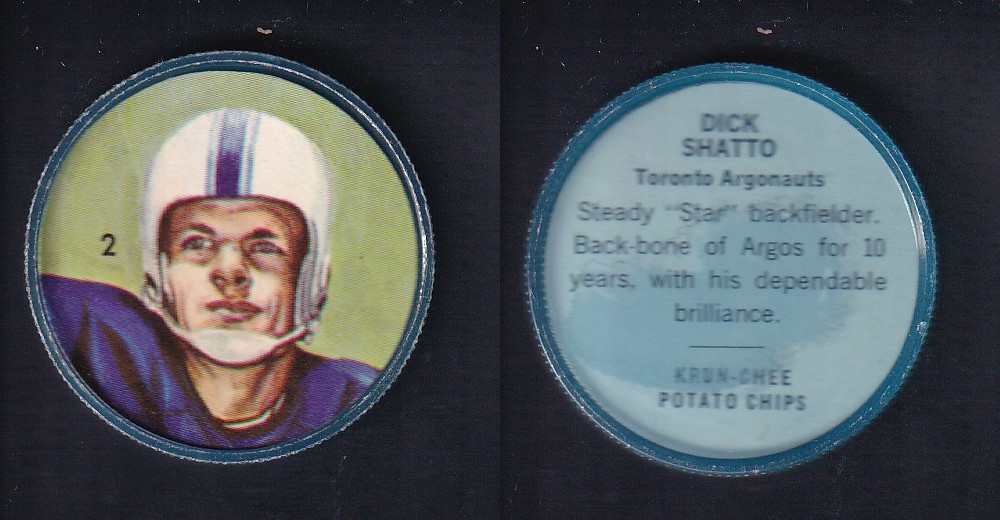 2
DICK
SHATTO
Toronto Argonauts
Steady "Star" backfielder.
Back-bone of Argos for 10
years, with his dependable
brilliance.
KRUN-CHEE
POTATO CHIPS